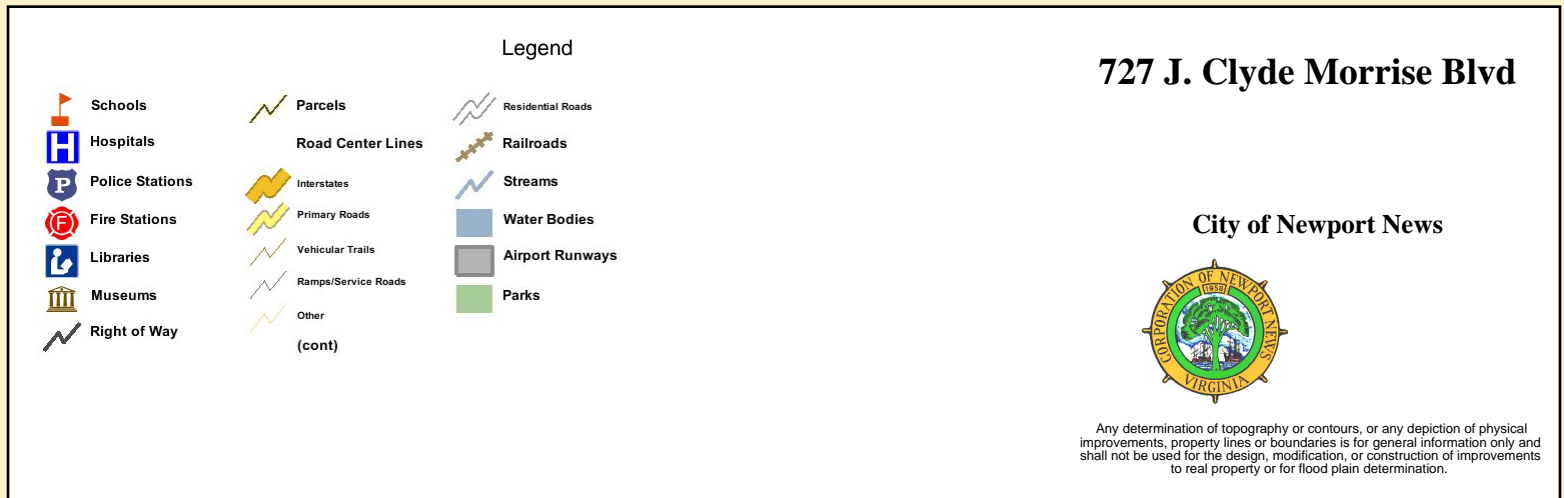 Legend
Schools
Hospitals
P
Police Stations
F
Fire Stations
Libraries
Museums
Right of Way
Parcels
Road Center Lines
Interstates
Primary Roads
Vehicular Trails
Ramps/Service Roads
Other
(cont)
Residential Roads
Railroads
Streams
Water Bodies
Airport Runways
Parks
727 J. Clyde Morrise Blvd
City of Newport News
CORPORATION OF NEWPORT NEWS
1958
VIRGINIA
Any determination of topography or contours, or any depiction of physical
improvements, property lines or boundaries is for general information only and
shall not be used for the design, modification, or construction of improvements
to real property or for flood plain determination.